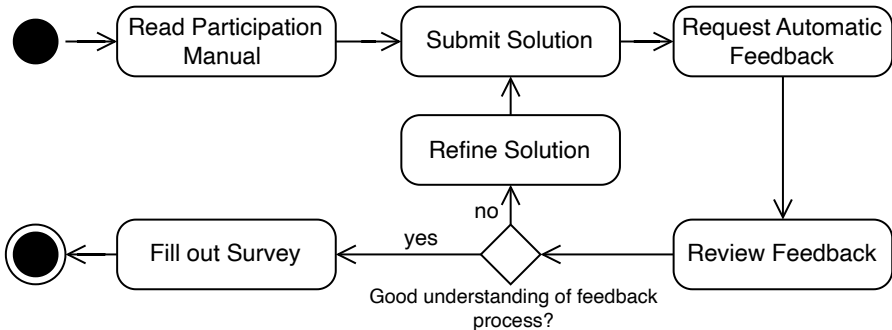 Read Participation
Manual
Submit Solution
Request Automatic
Feedback
Refine Solution
no
yes
Fill out Survey
Review Feedback
Good understanding of feedback
process?